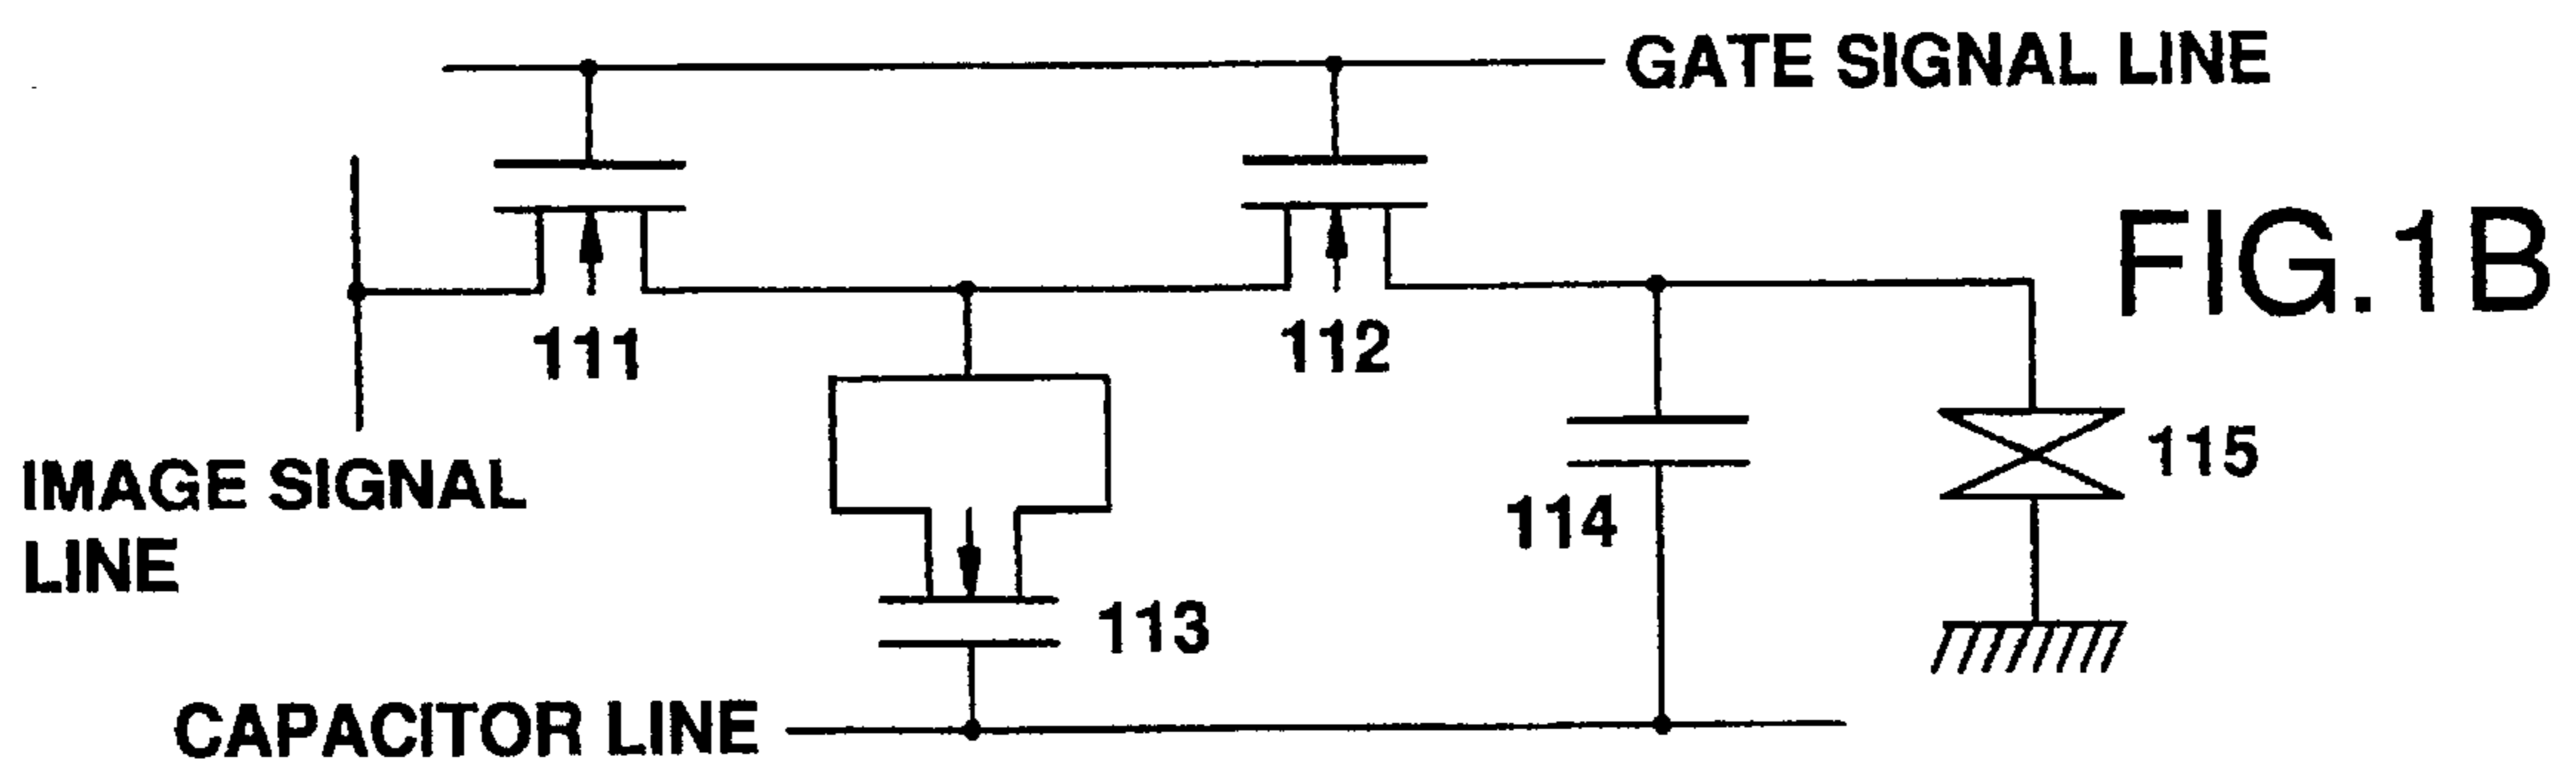 GATE SIGNAL LINE
FIG.1B
111
112
IMAGE SIGNAL
LINE
113
114
115
CAPACITOR LINE